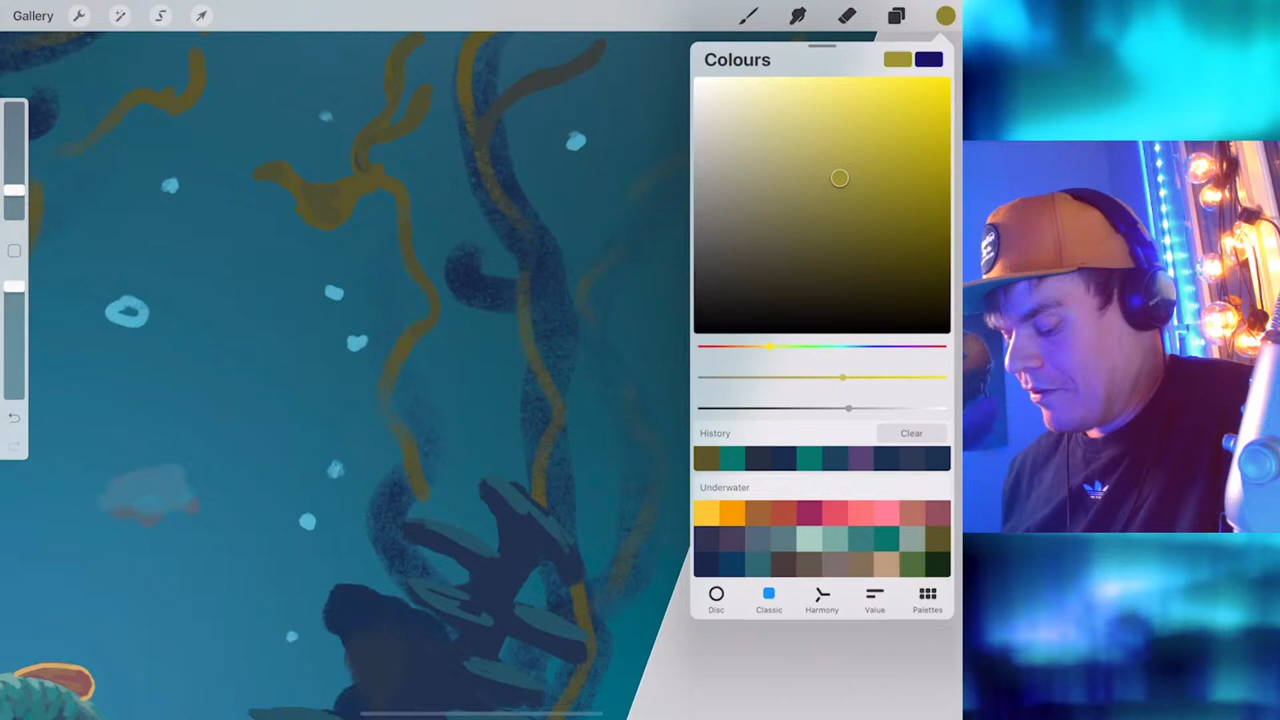 Gallery
Colours
History
Clear
Underwater
Disc
Classic
Harmony
Value
Palettes